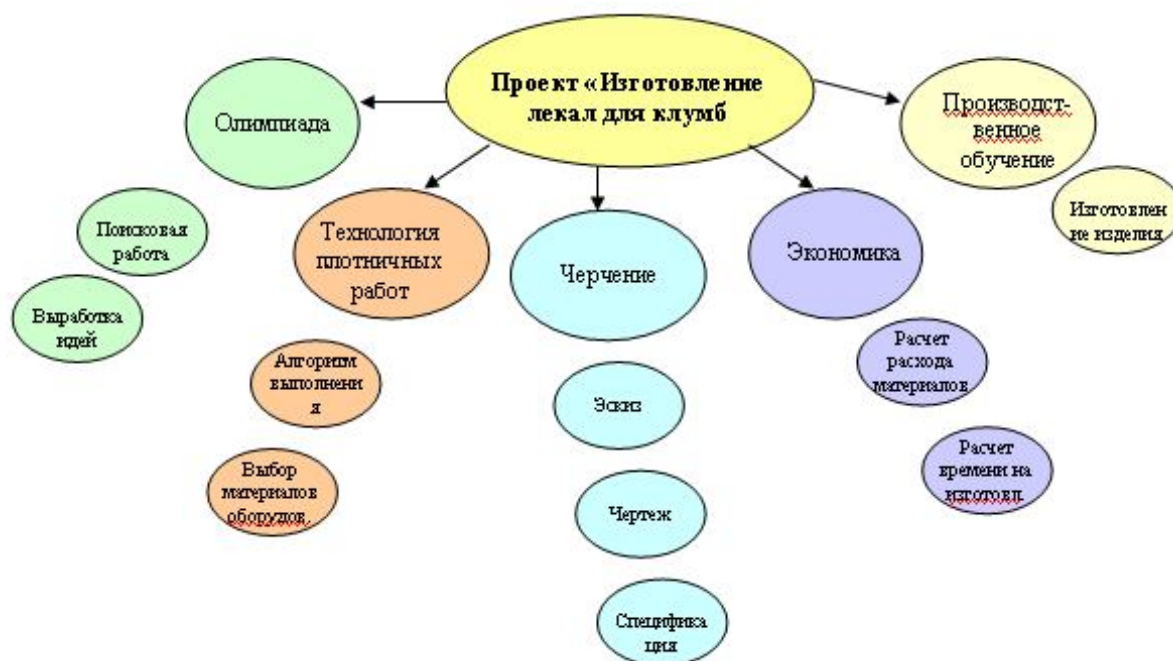 Проект «Изготовление
лекал для клумб
Олимпиада
Поисковая
работа
Выработка
идей
Технология
плотничных
работ
Алгоритм
выполнени
я
Выбор
материалов
оборудов.
Черчение
Эскиз
Чертеж
Специфика
ция
Экономика
Расчет
расхода
материалов
Расчет
времени на
изготовл.
Производст-
венное
обучение
Изготовлен
ие изделия